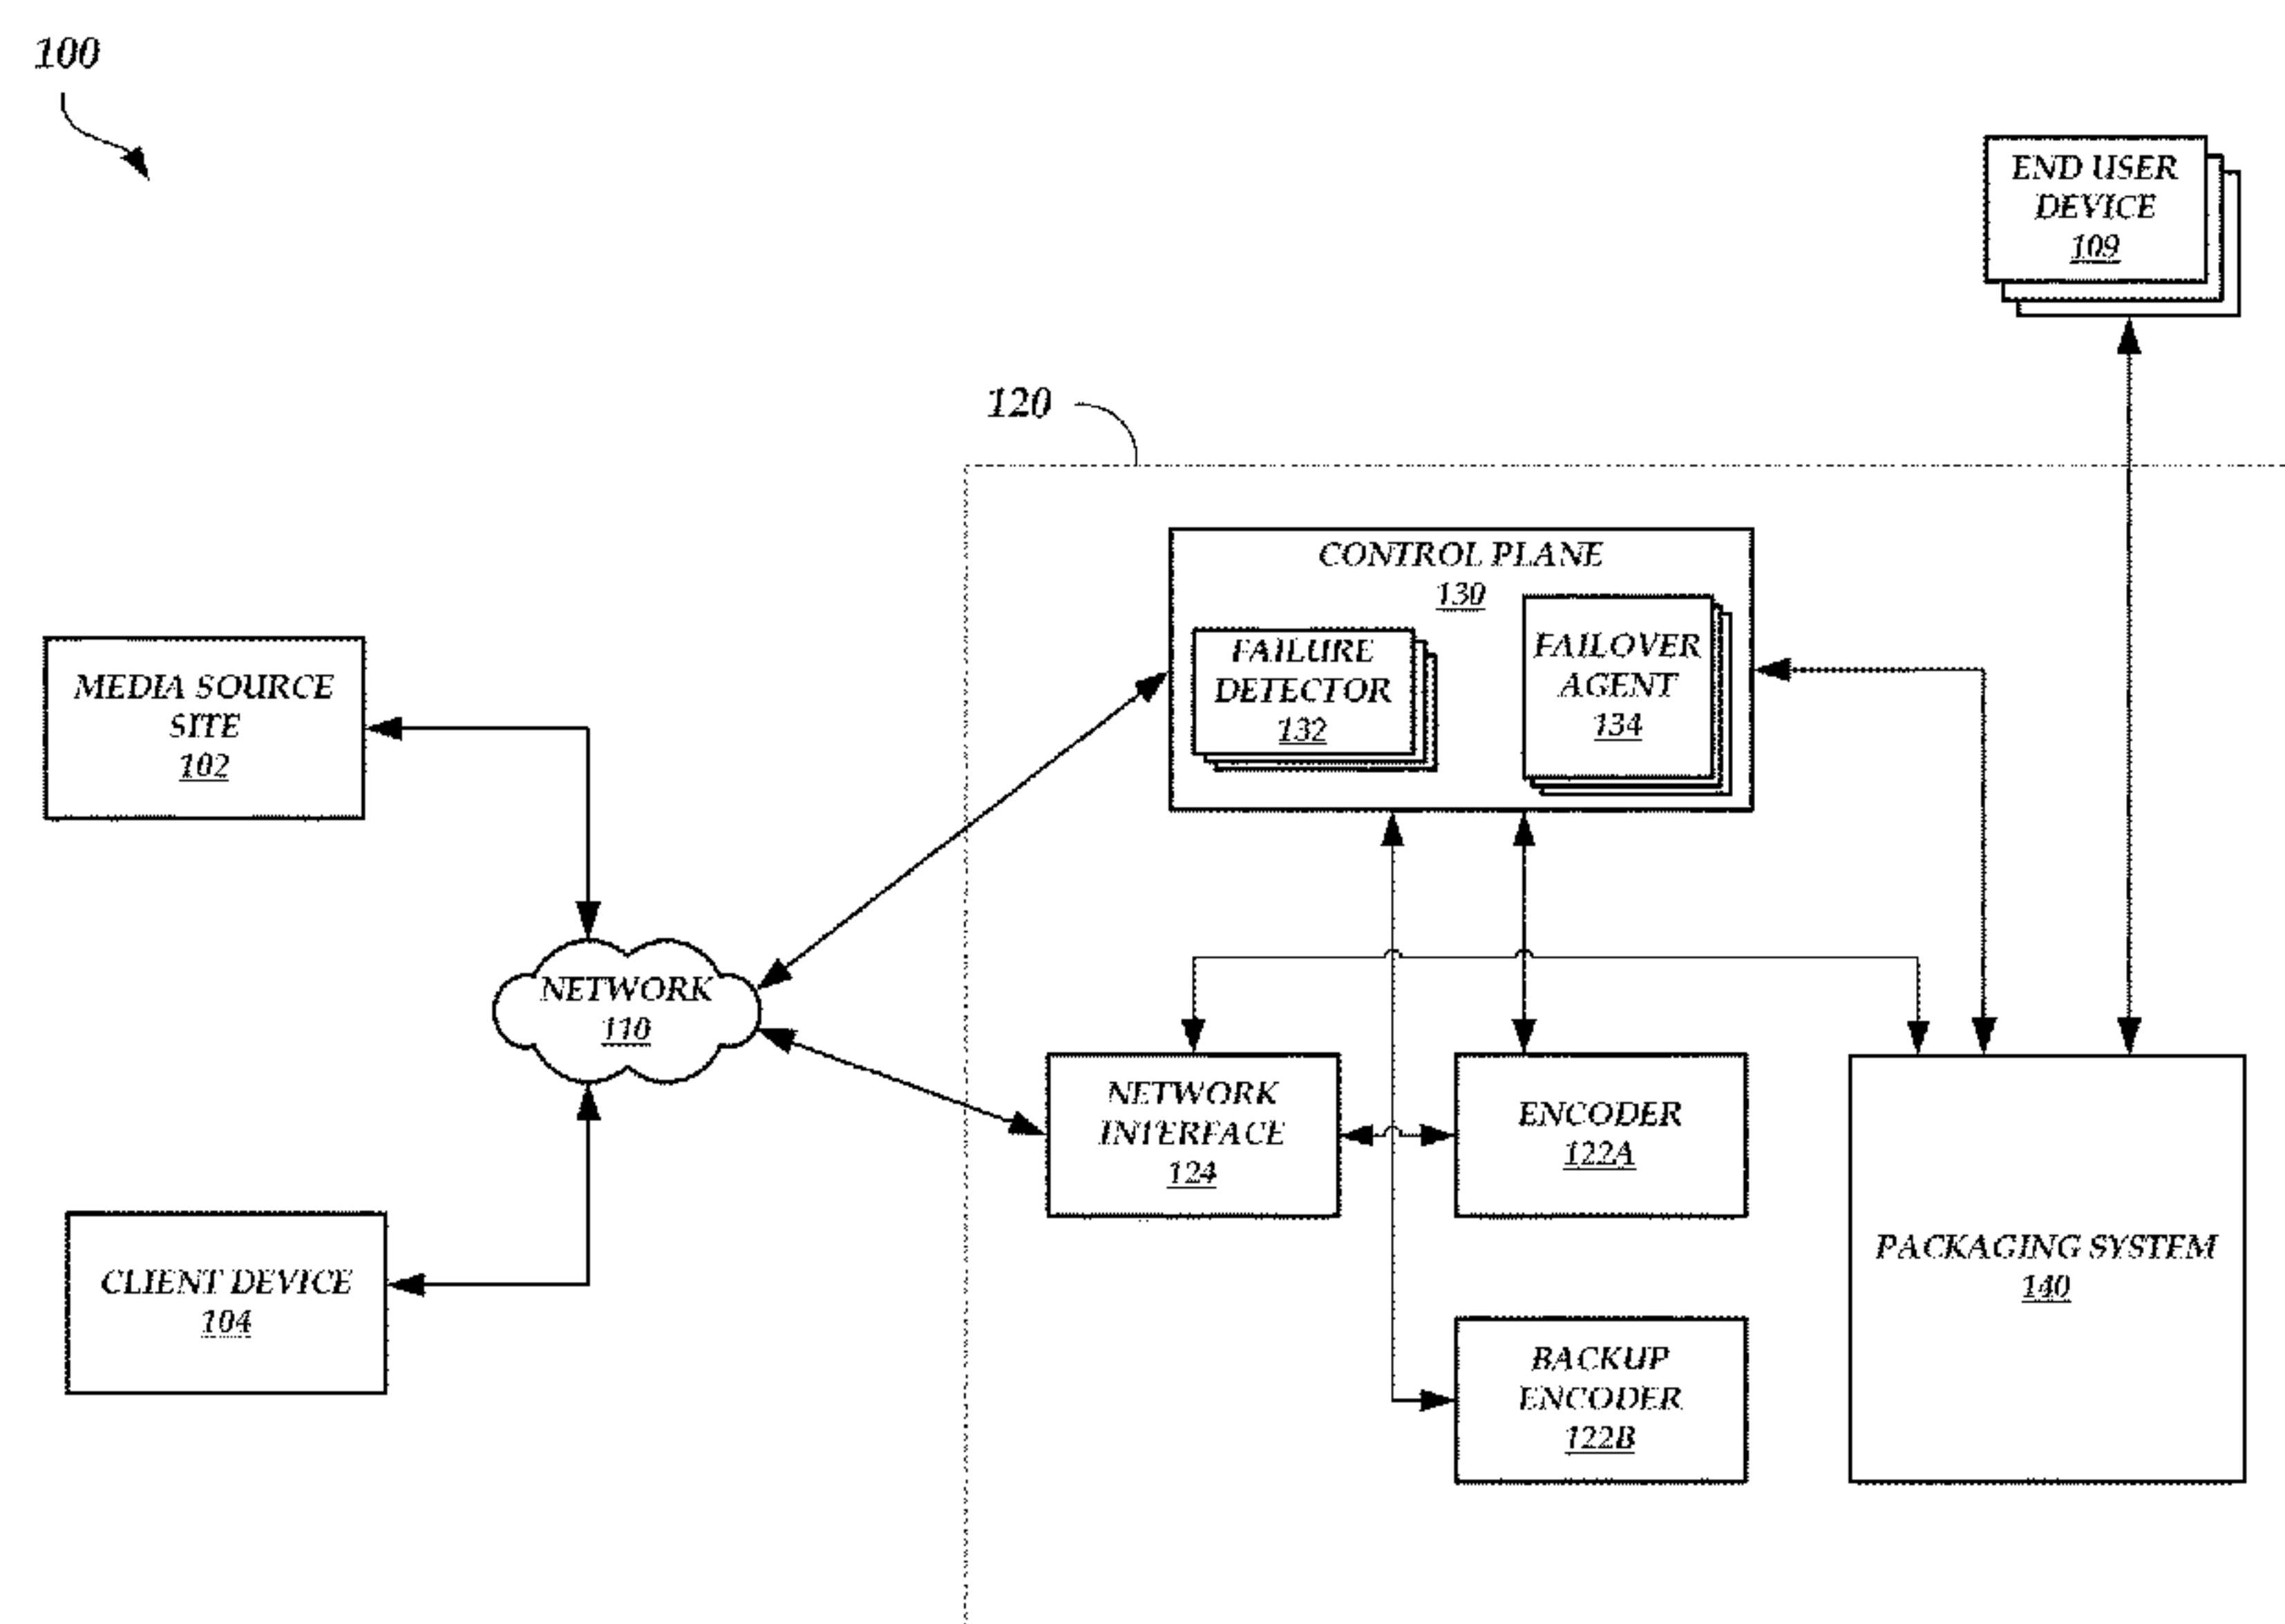 100
END USER
DEVICE
109
120
CONTROL PLANE
130
FAILURE
DETECTOR
132
FAILOVER
AGENT
134
MEDIA SOURCE
SITE
102
NETWORK
110
NETWORK
INTERFACE
124
ENCODER
122A
PACKAGING SYSTEM
140
CLIENT DEVICE
104
BACKUP
ENCODER
122B